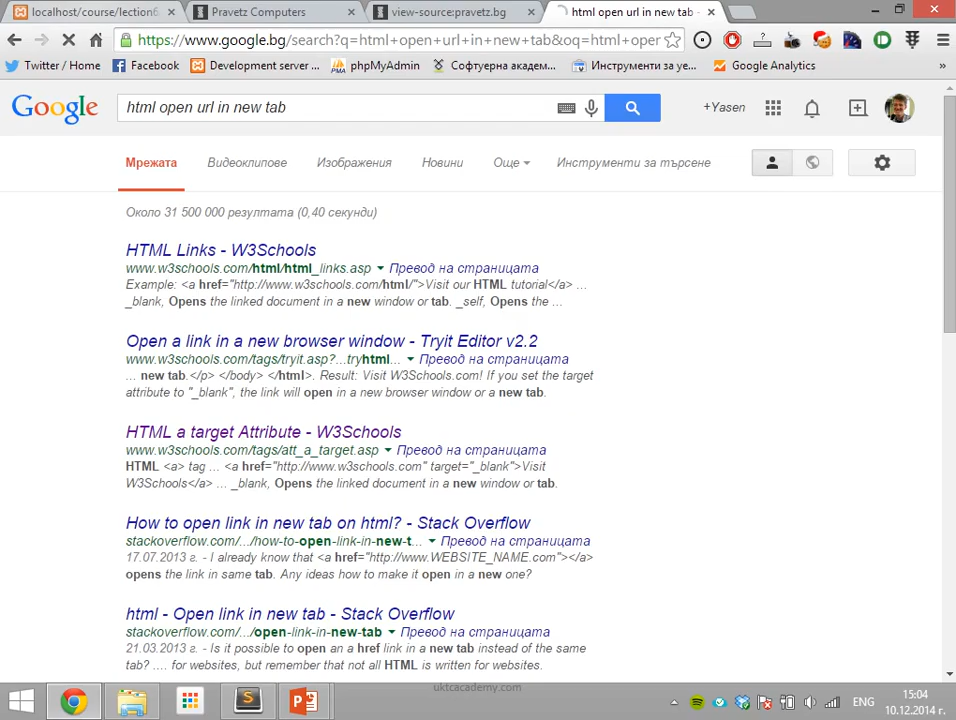 localhost/course/lection6
Pravetz Computers
view-source:pravetz.bg
html open url in new tab -
https://www.google.bg/search?q=html+open+url+in+new+tab&oq=html+oper
Twitter / Home
Facebook
Development server ...
phpMyAdmin
Софтуерна академ...
Инструменти за уе...
Google Analytics
»
Google
html open url in new tab
+Yasen
Мрежата
Видеоклипове
Изображения
Новини
Още
Инструменти за търсене
Около 31 500 000 резултата (0,40 секунди)
HTML Links - W3Schools
www.w3schools.com/html/html_links.asp Превод на страницата
Example: <a href="http://www.w3schools.com/html/">Visit our HTML tutorial</a> ...
_blank, Opens the linked document in a new window or tab. _self, Opens the ...
Open a link in a new browser window - Tryit Editor v2.2
www.w3schools.com/tags/tryit.asp?...tryhtml... Превод на страницата
... new tab.</p> </body> </html>. Result: Visit W3Schools.com! If you set the target
attribute to "_blank", the link will open in a new browser window or a new tab.
HTML a target Attribute - W3Schools
www.w3schools.com/tags/att_a_target.asp Превод на страницата
HTML <a> tag ... <a href="http://www.w3schools.com" target="_blank">Visit
W3Schools</a> ... _blank, Opens the linked document in a new window or tab.
How to open link in new tab on html? - Stack Overflow
stackoverflow.com/.../how-to-open-link-in-new-t... Превод на страницата
17.07.2013 г. - I already know that <a href="http://www.WEBSITE_NAME.com"></a>
opens the link in same tab. Any ideas how to make it open in a new one?
html - Open link in new tab - Stack Overflow
stackoverflow.com/.../open-link-in-new-tab Превод на страницата
21.03.2013 г. - Is it possible to open an a href link in a new tab instead of the same
tab? .... for websites, but remember that not all HTML is written for websites.
uktcacademy.com
ENG
15:04
10.12.2014 г.